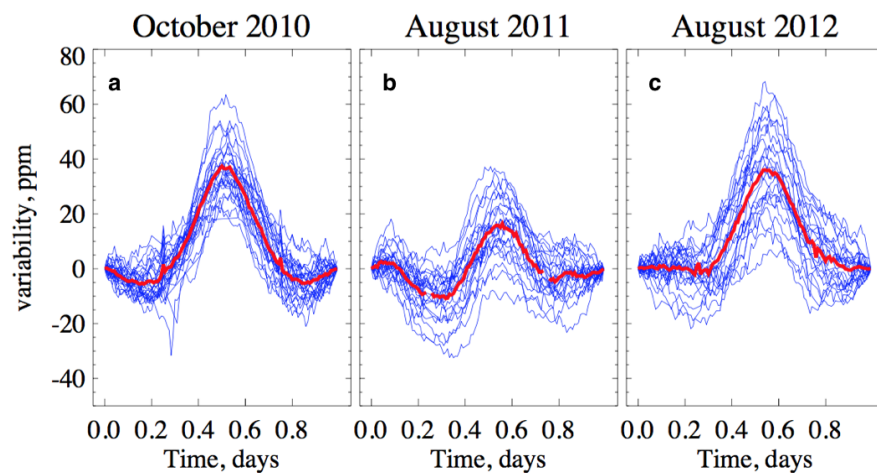 October 2010 August 2011 August 2012
80
a b c
60
40
20
0
-20
-40
variability, ppm
0.0 0.2 0.4 0.6 0.8 0.0 0.2 0.4 0.6 0.8 0.0 0.2 0.4 0.6 0.8
Time, days Time, days Time, days